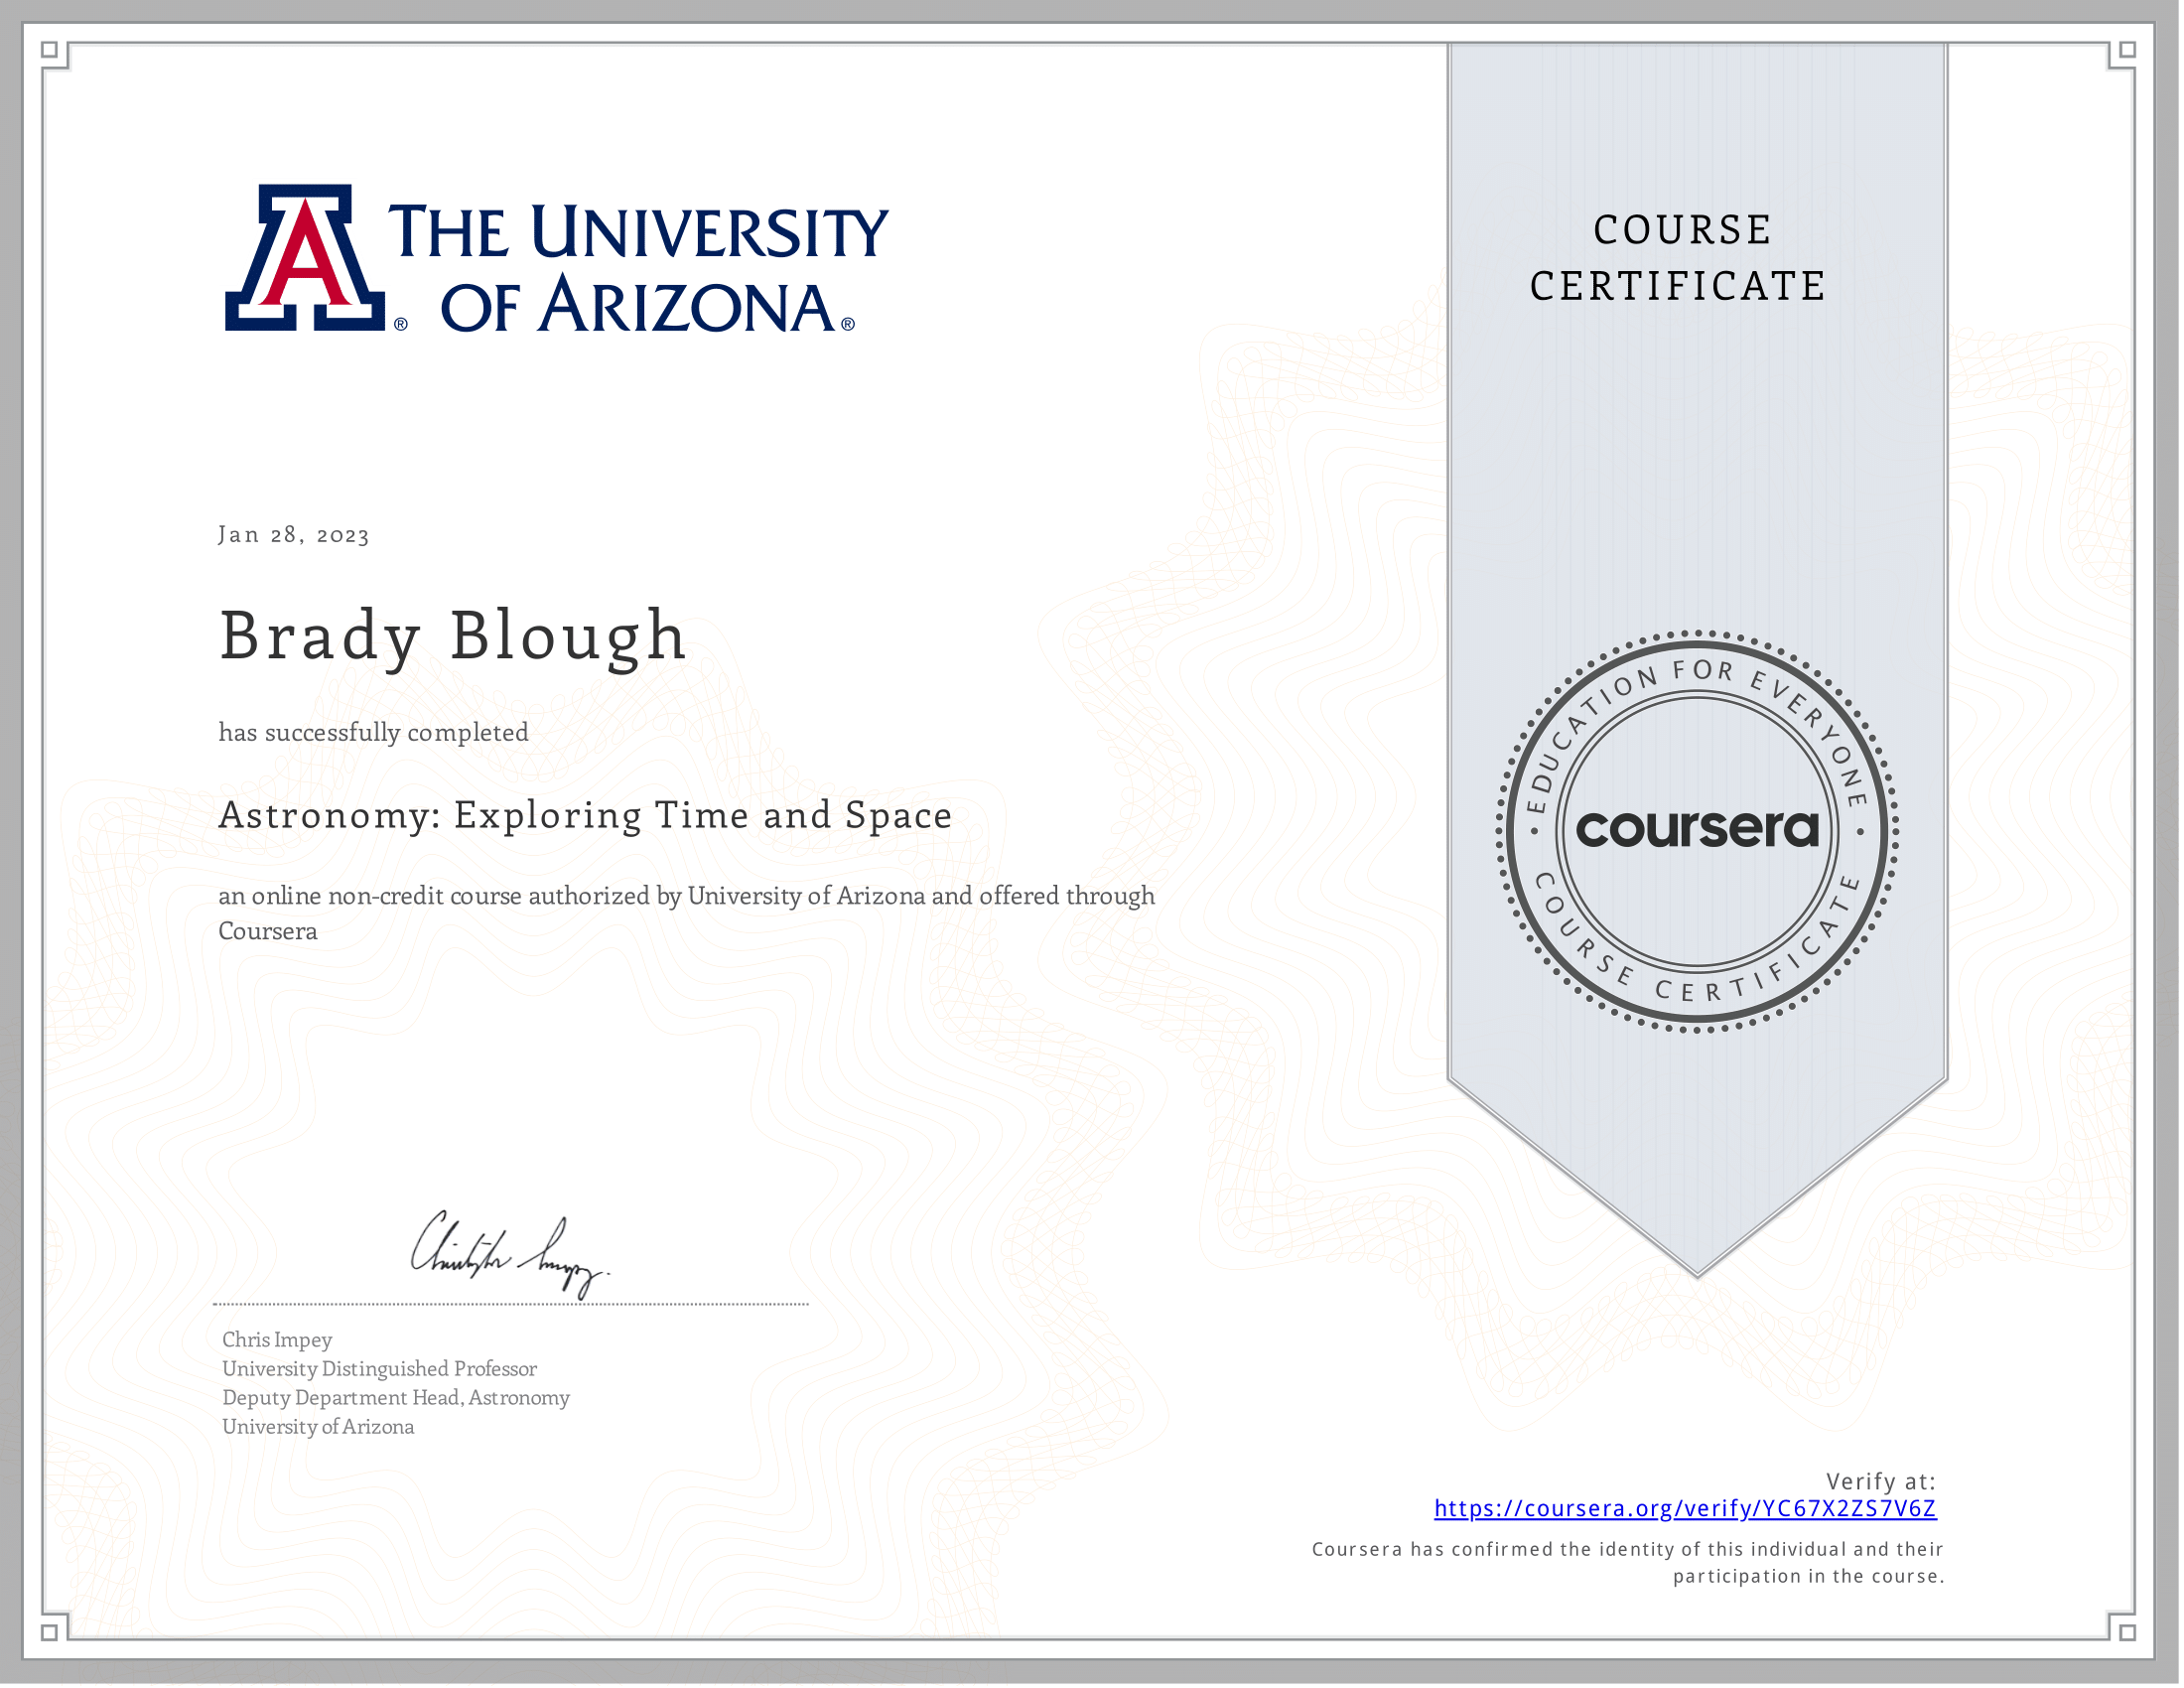 THE UNIVERSITY
OF ARIZONA®
A®
COURSE
CERTIFICATE
Jan 28, 2023
Brady Blough
has successfully completed
Astronomy: Exploring Time and Space
an online non-credit course authorized by University of Arizona and offered through
Coursera
EDUCATION FOR EVERYONE
coursera
COURSE CERTIFICATE
Christopher Impey
Chris Impey
University Distinguished Professor
Deputy Department Head, Astronomy
University of Arizona
Verify at:
https://coursera.org/verify/YC67X2ZS7V6Z
Coursera has confirmed the identity of this individual and their
participation in the course.